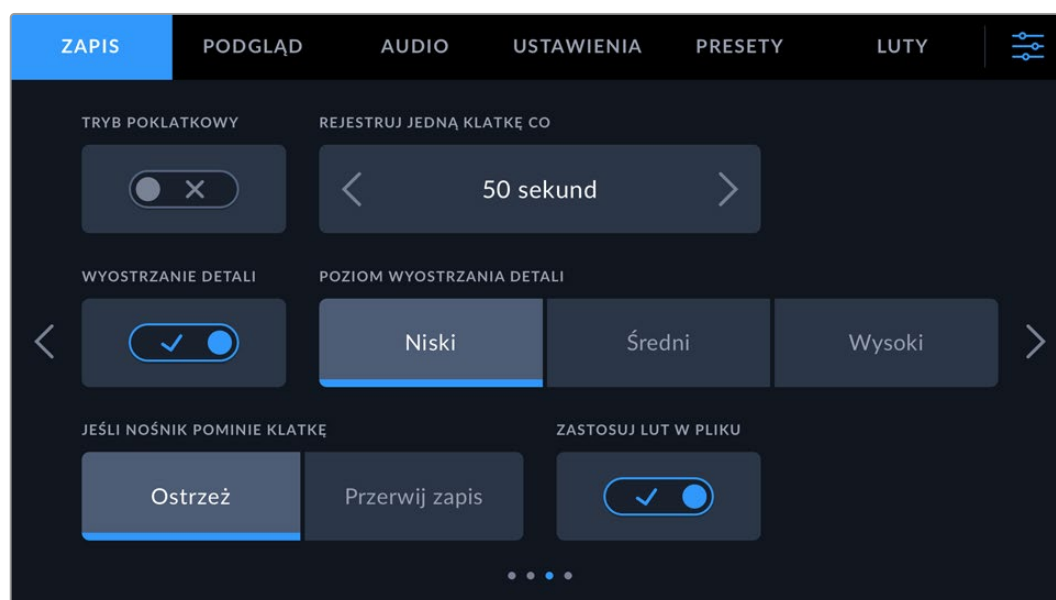 ZAPIS PODGLĄD AUDIO USTAWIENIA PRESETY LUTY
TRYB POKLATKOWY REJESTRUJ JEDNĄ KLATKĘ CO
50 sekund
WYOSTRZANIE DETALI POZIOM WYOSTRZANIA DETALI
Niski Średni Wysoki
JEŚLI NOŚNIK POMINIE KLATKĘ ZASTOSUJ LUT W PLIKU
Ostrzeż Przerwij zapis